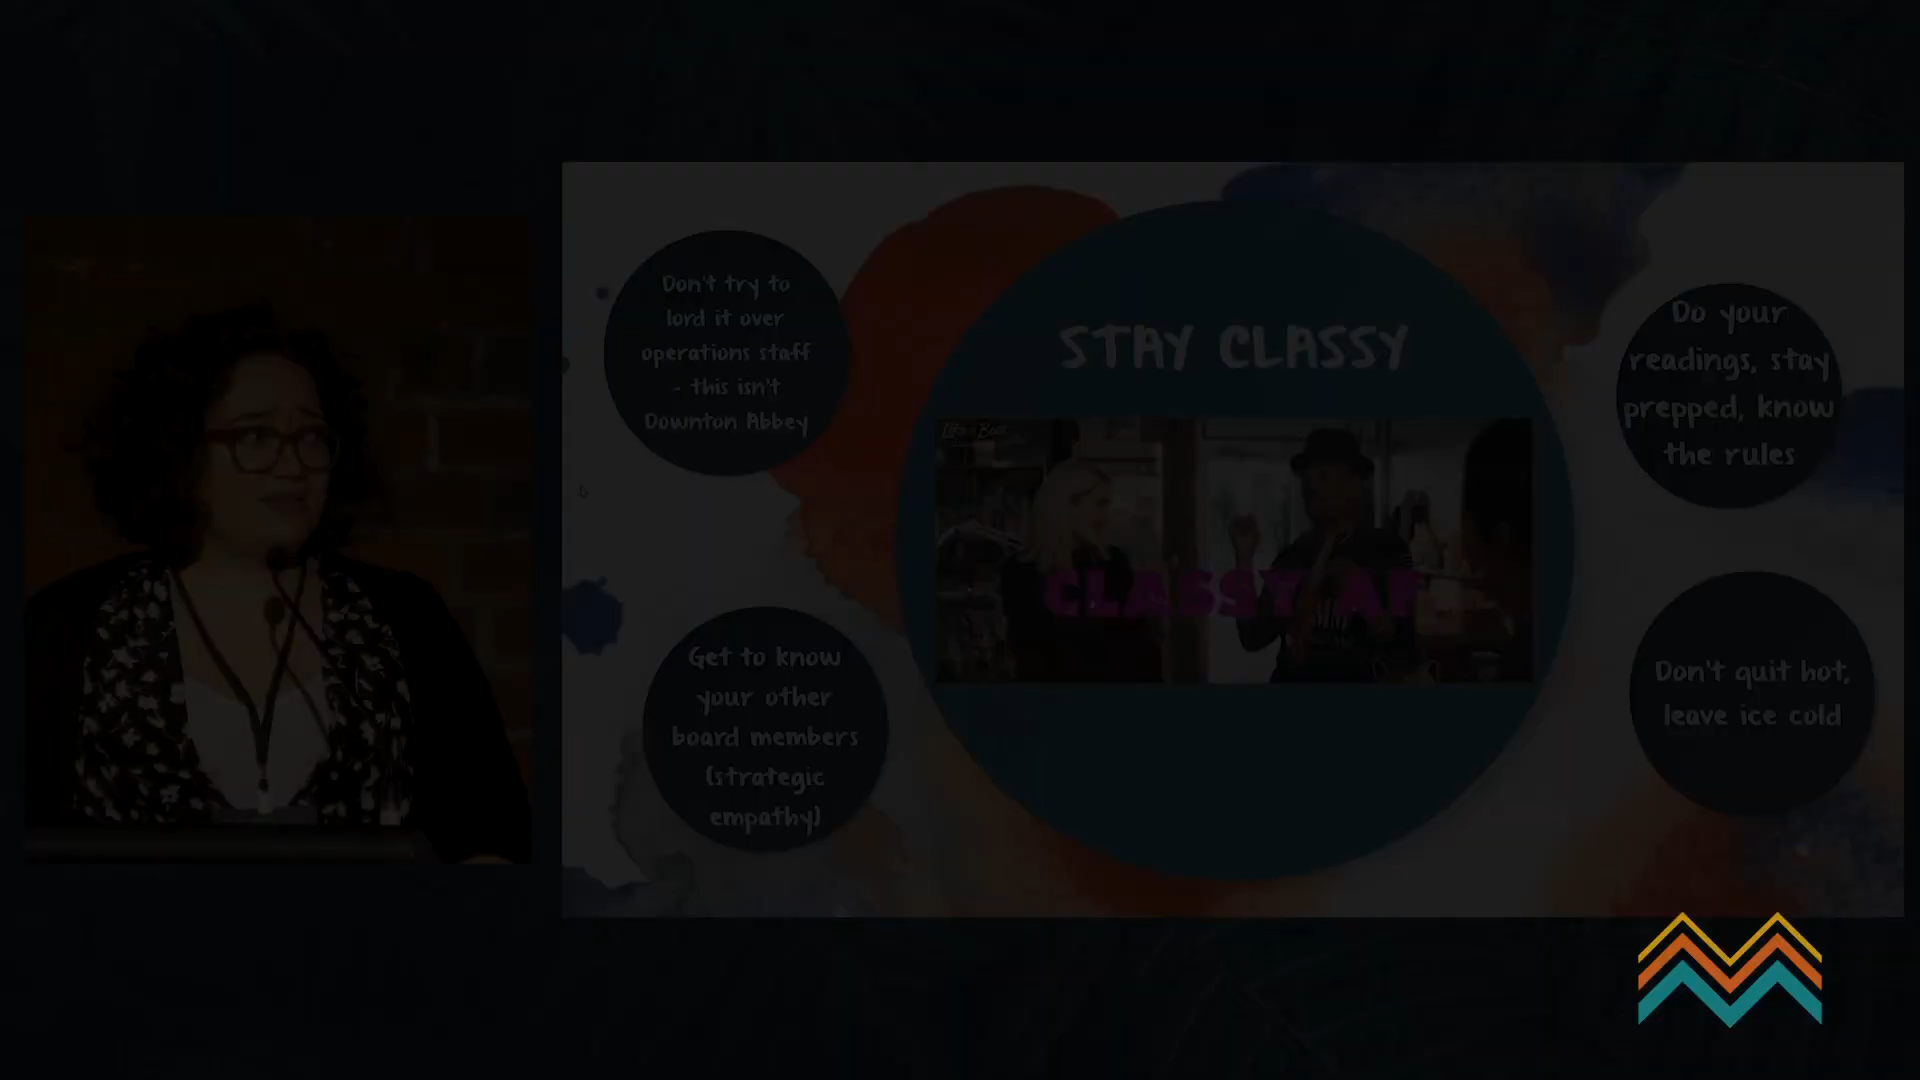 Don't try to
lord it over
operations staff
- this isn't
Downton Abbey
Get to know
your other
board members
(strategic
empathy)
STAY CLASSY
CLASSY AF
Do your
readings, stay
prepped, know
the rules
Don't quit hot,
leave ice cold